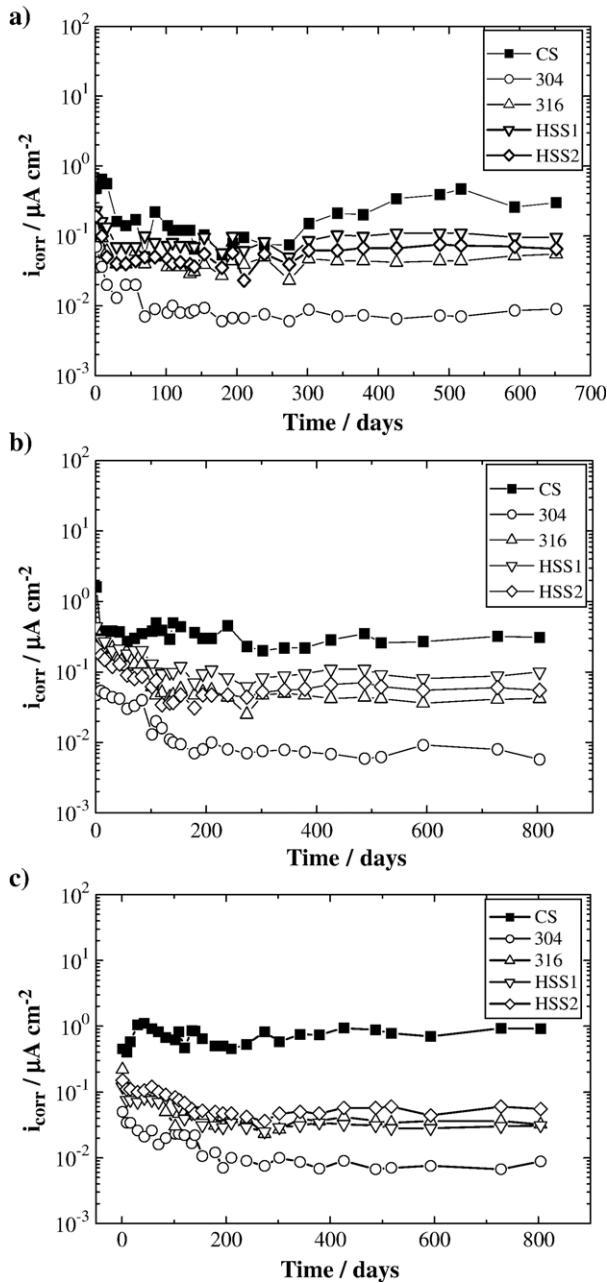 a)
10²
10¹
10⁰
10⁻¹
10⁻²
10⁻³
i_corr / µA cm⁻²
CS
304
316
HSS1
HSS2
0 100 200 300 400 500 600 700
Time / days
b)
10²
10¹
10⁰
10⁻¹
10⁻²
10⁻³
i_corr / µA cm⁻²
CS
304
316
HSS1
HSS2
0 200 400 600 800
Time / days
c)
10²
10¹
10⁰
10⁻¹
10⁻²
10⁻³
i_corr / µA cm⁻²
CS
304
316
HSS1
HSS2
0 200 400 600 800
Time / days